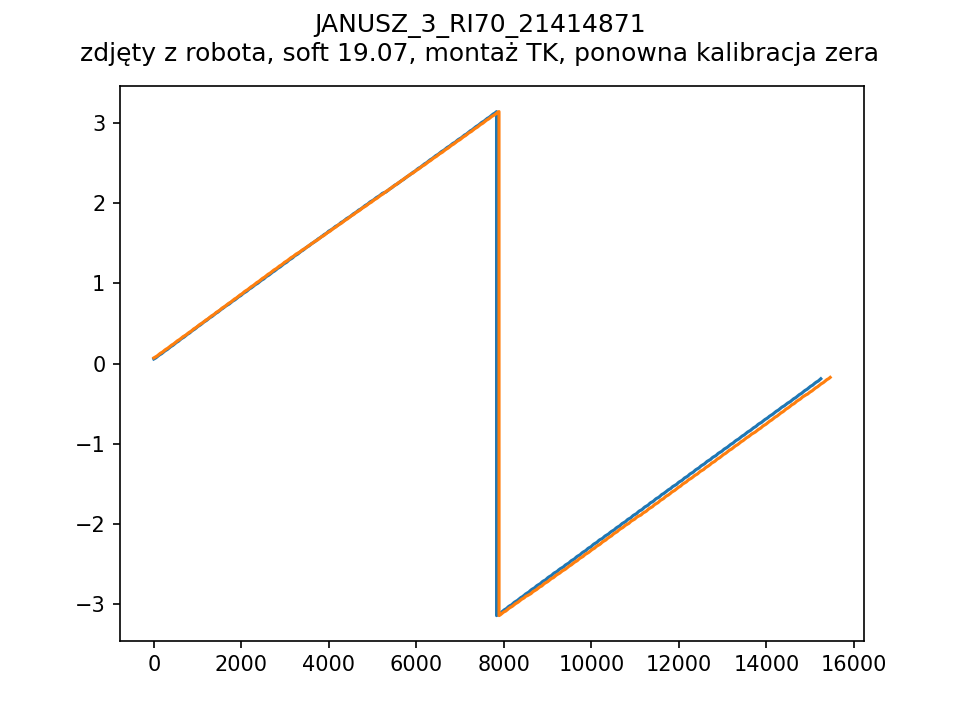 JANUSZ_3_RI70_21414871
zdjęty z robota, soft 19.07, montaż TK, ponowna kalibracja zera
3
2
1
0
−1
−2
−3
0 2000 4000 6000 8000 10000 12000 14000 16000